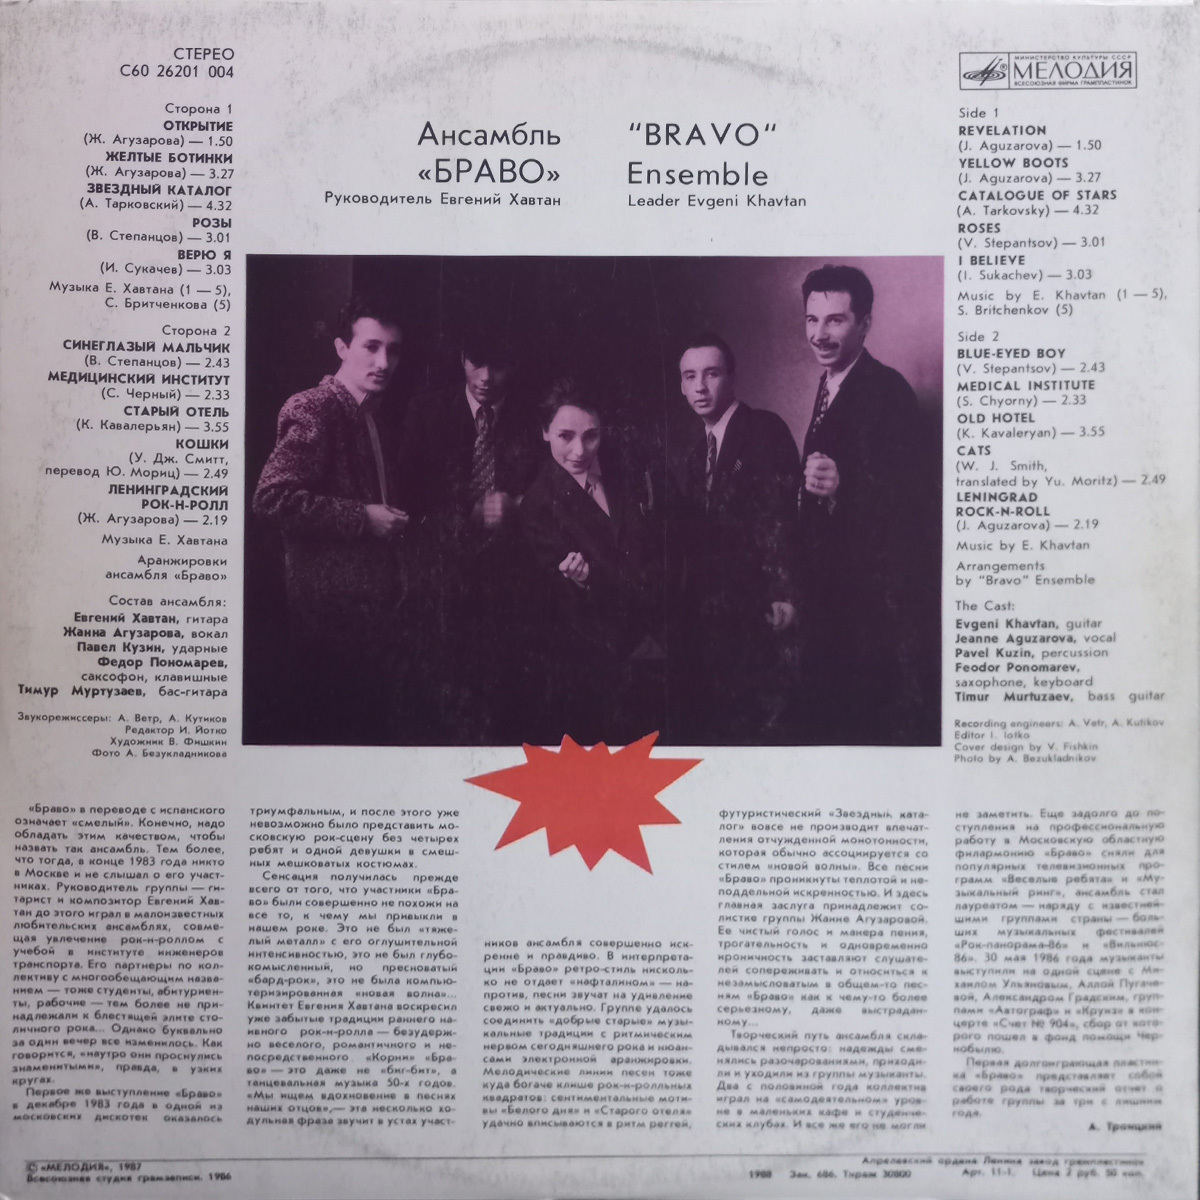 СТЕРЕО
С60 26201 004
Сторона 1
ОТКРЫТИЕ
(Ж. Агузарова) — 1.50
ЖЕЛТЫЕ БОТИНКИ
(Ж. Агузарова) — 3.27
ЗВЕЗДНЫЙ КАТАЛОГ
(А. Тарковский) — 4.32
РОЗЫ
(В. Степанцов) — 3.01
ВЕРЮ Я
(И. Сукачев) — 3.03
Музыка Е. Хавтана (1 — 5),
С. Бритченкова (5)
Сторона 2
СИНЕГЛАЗЫЙ МАЛЬЧИК
(В. Степанцов) — 2.43
МЕДИЦИНСКИЙ ИНСТИТУТ
(С. Черный) — 2.33
СТАРЫЙ ОТЕЛЬ
(К. Кавалерьян) — 3.55
КОШКИ
(У. Дж. Смитт,
перевод Ю. Мориц) — 2.49
ЛЕНИНГРАДСКИЙ
РОК-Н-РОЛЛ
(Ж. Агузарова) — 2.19
Музыка Е. Хавтана
Аранжировки
ансамбля «Браво»
Состав ансамбля:
Евгений Хавтан, гитара
Жанна Агузарова, вокал
Павел Кузин, ударные
Федор Пономарев,
саксофон, клавишные
Тимур Муртузаев, бас-гитара
Звукорежиссеры: А. Ветр, А. Кутиков
Редактор И. Йотко
Художник В. Фишкин
Фото А. Безукладникова
Ансамбль
«БРАВО»
Руководитель Евгений Хавтан
"BRAVO"
Ensemble
Leader Evgeni Khavtan
МИНИСТЕРСТВО КУЛЬТУРЫ СССР
МЕЛОДИЯ
ВСЕСОЮЗНАЯ ФИРМА ГРАМПЛАСТИНОК
Side 1
REVELATION
(J. Aguzarova) — 1.50
YELLOW BOOTS
(J. Aguzarova) — 3.27
CATALOGUE OF STARS
(A. Tarkovsky) — 4.32
ROSES
(V. Stepantsov) — 3.01
I BELIEVE
(I. Sukachev) — 3.03
Music by E. Khavtan (1 — 5),
S. Britchenkov (5)
Side 2
BLUE-EYED BOY
(V. Stepantsov) — 2.43
MEDICAL INSTITUTE
(S. Chyorny) — 2.33
OLD HOTEL
(K. Kavaleryan) — 3.55
CATS
(W. J. Smith,
translated by Yu. Moritz) — 2.49
LENINGRAD
ROCK-N-ROLL
(J. Aguzarova) — 2.19
Music by E. Khavtan
Arrangements
by "Bravo" Ensemble
The Cast:
Evgeni Khavtan, guitar
Jeanne Aguzarova, vocal
Pavel Kuzin, percussion
Feodor Ponomarev,
saxophone, keyboard
Timur Murtuzaev, bass guitar
Recording engineers: A. Vetr, A. Kutikov
Editor I. Iotko
Cover design by V. Fishkin
Photo by A. Bezukladnikov
«Браво» в переводе с испанского
означает «смелый». Конечно, надо
обладать этим качеством, чтобы
назвать так ансамбль. Тем более,
что тогда, в конце 1983 года никто
в Москве и не слышал о его участ-
никах. Руководитель группы — ги-
тарист и композитор Евгений Хав-
тан до этого играл в малоизвестных
любительских ансамблях, совме-
щая увлечение рок-н-роллом с
учебой в институте инженеров
транспорта. Его партнеры по кол-
лективу с многообещающим назва-
нием — тоже студенты, абитуриен-
ты, рабочие — тем более не при-
надлежали к блестящей элите сто-
личного рока... Однако буквально
за один вечер все изменилось. Как
говорится, «наутро они проснулись
знаменитыми», правда, в узких
кругах.
Первое же выступление «Браво»
в декабре 1983 года в одной из
московских дискотек оказалось
триумфальным, и после этого уже
невозможно было представить мо-
сковскую рок-сцену без четырех
ребят и одной девушки в смеш-
ных мешковатых костюмах.
Сенсация получилась прежде
всего от того, что участники «Бра-
во» были совершенно не похожи на
все то, к чему мы привыкли в
нашем роке. Это не был «тяже-
лый металл» с его оглушительной
интенсивностью, это не был глубо-
комысленный, но пресноватый
«бард-рок», это не была компью-
теризированная «новая волна»...
Квинтет Евгения Хавтана воскресил
уже забытые традиции раннего на-
ивного рок-н-ролла — безудерж-
но веселого, романтичного и не-
посредственного. «Корни» «Бра-
во» — это даже не «биг-бит», а
танцевальная музыка 50-х годов.
«Мы ищем вдохновение в песнях
наших отцов», — эта несколько хо-
дульная фраза звучит в устах участ-
ников ансамбля совершенно иск-
ренне и правдиво. В интерпрета-
ции «Браво» ретро-стиль нисколь-
ко не отдает «нафталином» — на-
против, песни звучат на удивление
свежо и актуально. Группе удалось
соединить «добрые старые» музы-
кальные традиции с ритмическим
нервом сегодняшнего рока и нюан-
сами электронной аранжировки.
Мелодические линии песен тоже
куда богаче клише рок-н-ролльных
квадратов: сентиментальные моти-
вы «Белого дня» и «Старого отеля»
удачно вписываются в ритм реггей,
футуристический «Звездный ката-
лог» вовсе не производит впечат-
ления отчужденной монотонности,
которая обычно ассоциируется со
стилем «новой волны». Все песни
«Браво» проникнуты теплотой и не-
поддельной искренностью. И здесь
главная заслуга принадлежит со-
листке группы Жанне Агузаровой.
Ее чистый голос и манера пения,
трогательность и одновременно
ироничность заставляют слушате-
лей сопереживать и относиться к
незамысловатым в общем-то пес-
ням «Браво» как к чему-то более
серьезному, даже выстрадан-
ному...
Творческий путь ансамбля скла-
дывался непросто: надежды сме-
нялись разочарованиями, приходи-
ли и уходили из группы музыканты.
Два с половиной года коллектив
играл на «самодеятельном» уров-
не в маленьких кафе и студенче-
ских клубах. И все же его не могли
не заметить. Еще задолго до по-
ступления на профессиональную
работу в Московскую областную
филармонию «Браво» сняли для
популярных телевизионных про-
грамм «Веселые ребята» и «Му-
зыкальный ринг», ансамбль стал
лауреатом — наряду с известней-
шими группами страны — боль-
ших музыкальных фестивалей
«Рок-панорама-86» и «Вильнюс-
86». 30 мая 1986 года музыканты
выступили на одной сцене с Ми-
хаилом Ульяновым, Аллой Пугаче-
вой, Александром Градским, груп-
пами «Автограф» и «Круиз» в кон-
церте «Счет № 904», сбор от кото-
рого пошел в фонд помощи Чер-
нобылю.
Первая долгоиграющая пластин-
ка «Браво» представляет собой
своего рода творческий отчет о
работе группы за три с лишним
года.
А. Троицкий
© «МЕЛОДИЯ», 1987
Всесоюзная студия грамзаписи. 1986
1988 Зак. 686. Тираж 30800
Апрелевский ордена Ленина завод грампластинок
Арт. 11-1. Цена 2 руб. 50 коп.